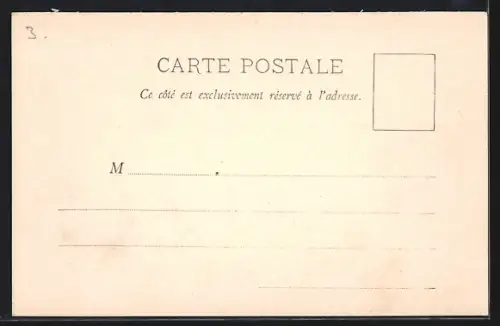 3.
CARTE POSTALE
Ce côté est exclusivement réservé à l'adresse.
M